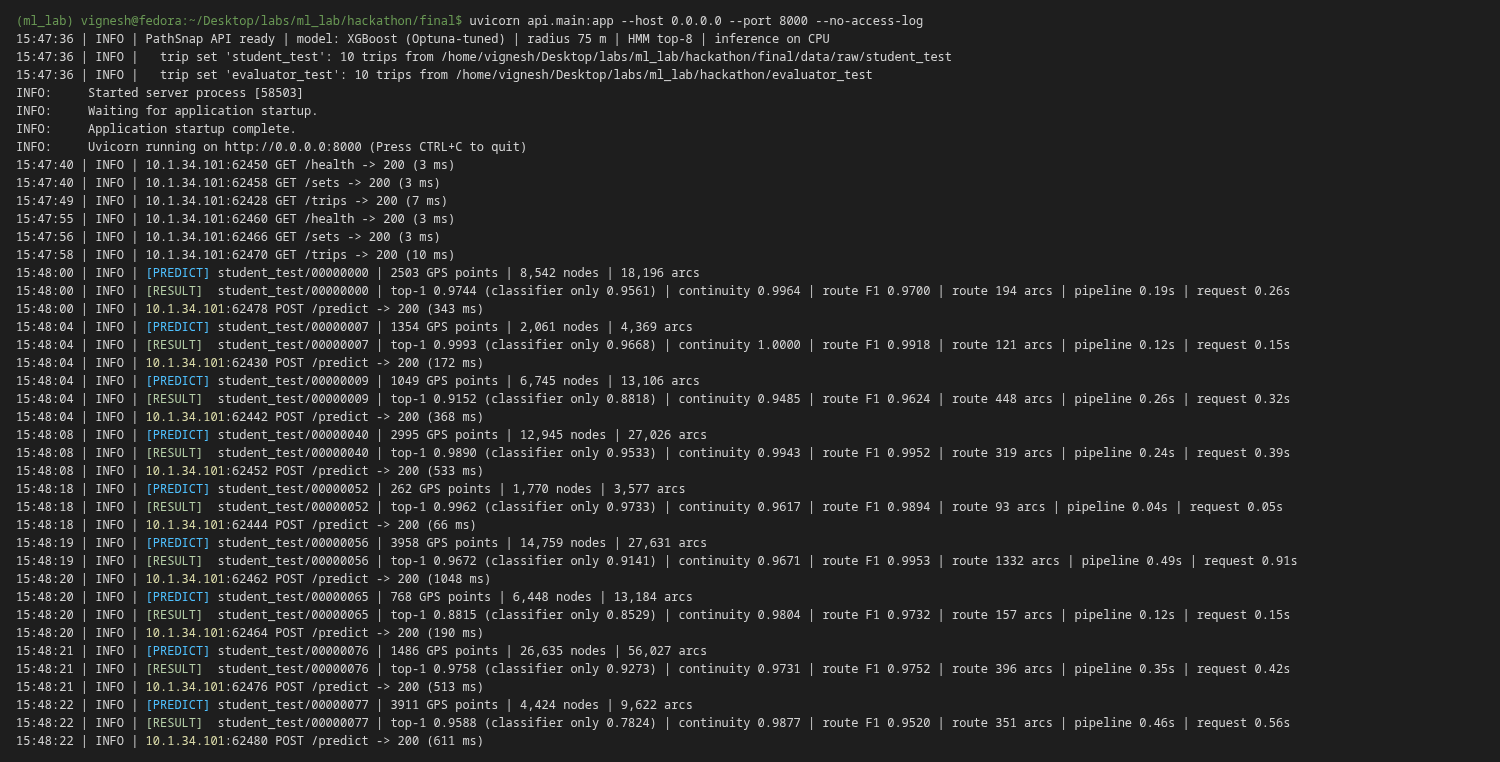 (ml_lab) vignesh@fedora:~/Desktop/labs/ml_lab/hackathon/final$ uvicorn api.main:app --host 0.0.0.0 --port 8000 --no-access-log
15:47:36 | INFO | PathSnap API ready | model: XGBoost (Optuna-tuned) | radius 75 m | HMM top-8 | inference on CPU
15:47:36 | INFO |   trip set 'student_test': 10 trips from /home/vignesh/Desktop/labs/ml_lab/hackathon/final/data/raw/student_test
15:47:36 | INFO |   trip set 'evaluator_test': 10 trips from /home/vignesh/Desktop/labs/ml_lab/hackathon/evaluator_test
INFO:     Started server process [58503]
INFO:     Waiting for application startup.
INFO:     Application startup complete.
INFO:     Uvicorn running on http://0.0.0.0:8000 (Press CTRL+C to quit)
15:47:40 | INFO | 10.1.34.101:62450 GET /health -> 200 (3 ms)
15:47:40 | INFO | 10.1.34.101:62458 GET /sets -> 200 (3 ms)
15:47:49 | INFO | 10.1.34.101:62428 GET /trips -> 200 (7 ms)
15:47:55 | INFO | 10.1.34.101:62460 GET /health -> 200 (3 ms)
15:47:56 | INFO | 10.1.34.101:62466 GET /sets -> 200 (3 ms)
15:47:58 | INFO | 10.1.34.101:62470 GET /trips -> 200 (10 ms)
15:48:00 | INFO | [PREDICT] student_test/00000000 | 2503 GPS points | 8,542 nodes | 18,196 arcs
15:48:00 | INFO | [RESULT]  student_test/00000000 | top-1 0.9744 (classifier only 0.9561) | continuity 0.9964 | route F1 0.9700 | route 194 arcs | pipeline 0.19s | request 0.26s
15:48:00 | INFO | 10.1.34.101:62478 POST /predict -> 200 (343 ms)
15:48:04 | INFO | [PREDICT] student_test/00000007 | 1354 GPS points | 2,061 nodes | 4,369 arcs
15:48:04 | INFO | [RESULT]  student_test/00000007 | top-1 0.9993 (classifier only 0.9668) | continuity 1.0000 | route F1 0.9918 | route 121 arcs | pipeline 0.12s | request 0.15s
15:48:04 | INFO | 10.1.34.101:62430 POST /predict -> 200 (172 ms)
15:48:04 | INFO | [PREDICT] student_test/00000009 | 1049 GPS points | 6,745 nodes | 13,106 arcs
15:48:04 | INFO | [RESULT]  student_test/00000009 | top-1 0.9152 (classifier only 0.8818) | continuity 0.9485 | route F1 0.9624 | route 448 arcs | pipeline 0.26s | request 0.32s
15:48:04 | INFO | 10.1.34.101:62442 POST /predict -> 200 (368 ms)
15:48:08 | INFO | [PREDICT] student_test/00000040 | 2995 GPS points | 12,945 nodes | 27,026 arcs
15:48:08 | INFO | [RESULT]  student_test/00000040 | top-1 0.9890 (classifier only 0.9533) | continuity 0.9943 | route F1 0.9952 | route 319 arcs | pipeline 0.24s | request 0.39s
15:48:08 | INFO | 10.1.34.101:62452 POST /predict -> 200 (533 ms)
15:48:18 | INFO | [PREDICT] student_test/00000052 | 262 GPS points | 1,770 nodes | 3,577 arcs
15:48:18 | INFO | [RESULT]  student_test/00000052 | top-1 0.9962 (classifier only 0.9733) | continuity 0.9617 | route F1 0.9894 | route 93 arcs | pipeline 0.04s | request 0.05s
15:48:18 | INFO | 10.1.34.101:62444 POST /predict -> 200 (66 ms)
15:48:19 | INFO | [PREDICT] student_test/00000056 | 3958 GPS points | 14,759 nodes | 27,631 arcs
15:48:19 | INFO | [RESULT]  student_test/00000056 | top-1 0.9672 (classifier only 0.9141) | continuity 0.9671 | route F1 0.9953 | route 1332 arcs | pipeline 0.49s | request 0.91s
15:48:20 | INFO | 10.1.34.101:62462 POST /predict -> 200 (1048 ms)
15:48:20 | INFO | [PREDICT] student_test/00000065 | 768 GPS points | 6,448 nodes | 13,184 arcs
15:48:20 | INFO | [RESULT]  student_test/00000065 | top-1 0.8815 (classifier only 0.8529) | continuity 0.9804 | route F1 0.9732 | route 157 arcs | pipeline 0.12s | request 0.15s
15:48:20 | INFO | 10.1.34.101:62464 POST /predict -> 200 (190 ms)
15:48:21 | INFO | [PREDICT] student_test/00000076 | 1486 GPS points | 26,635 nodes | 56,027 arcs
15:48:21 | INFO | [RESULT]  student_test/00000076 | top-1 0.9758 (classifier only 0.9273) | continuity 0.9731 | route F1 0.9752 | route 396 arcs | pipeline 0.35s | request 0.42s
15:48:21 | INFO | 10.1.34.101:62476 POST /predict -> 200 (513 ms)
15:48:22 | INFO | [PREDICT] student_test/00000077 | 3911 GPS points | 4,424 nodes | 9,622 arcs
15:48:22 | INFO | [RESULT]  student_test/00000077 | top-1 0.9588 (classifier only 0.7824) | continuity 0.9877 | route F1 0.9520 | route 351 arcs | pipeline 0.46s | request 0.56s
15:48:22 | INFO | 10.1.34.101:62480 POST /predict -> 200 (611 ms)